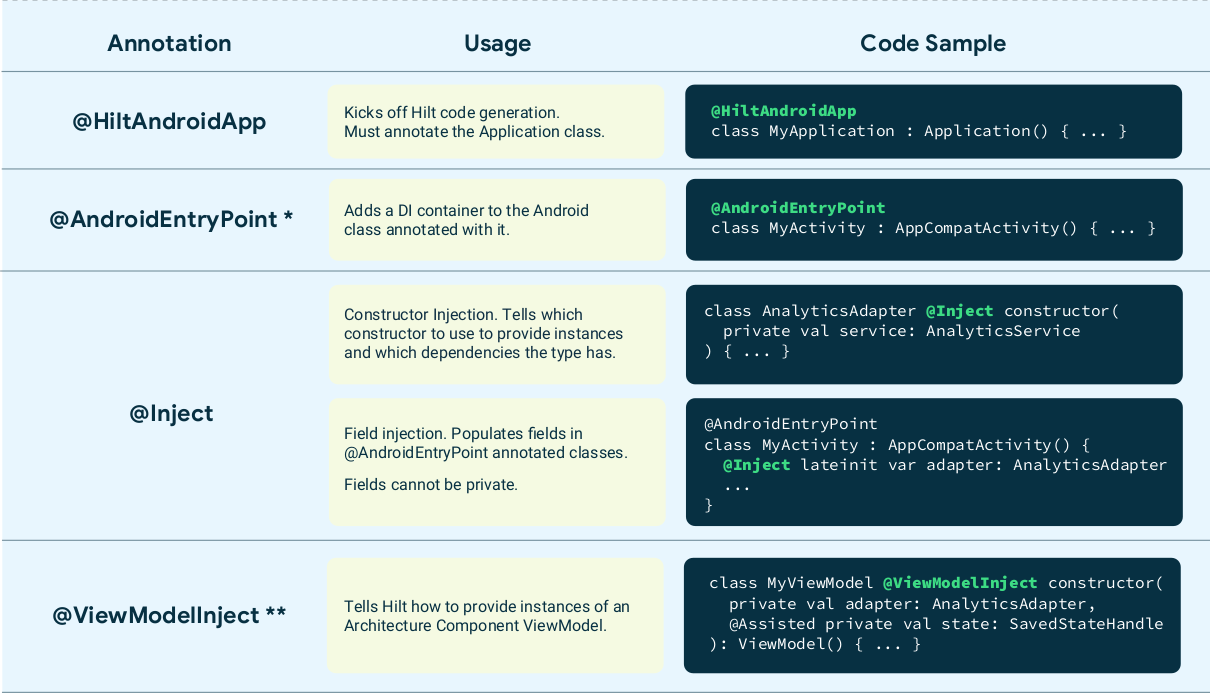 Annotation Usage Code Sample
@HiltAndroidApp
Kicks off Hilt code generation.
Must annotate the Application class.
@HiltAndroidApp
class MyApplication : Application() { ... }
@AndroidEntryPoint *
Adds a DI container to the Android
class annotated with it.
@AndroidEntryPoint
class MyActivity : AppCompatActivity() { ... }
@Inject
Constructor Injection. Tells which
constructor to use to provide instances
and which dependencies the type has.
class AnalyticsAdapter @Inject constructor(
  private val service: AnalyticsService
) { ... }
Field injection. Populates fields in
@AndroidEntryPoint annotated classes.
Fields cannot be private.
@AndroidEntryPoint
class MyActivity : AppCompatActivity() {
  @Inject lateinit var adapter: AnalyticsAdapter
  ...
}
@ViewModelInject **
Tells Hilt how to provide instances of an
Architecture Component ViewModel.
class MyViewModel @ViewModelInject constructor(
  private val adapter: AnalyticsAdapter,
  @Assisted private val state: SavedStateHandle
): ViewModel() { ... }